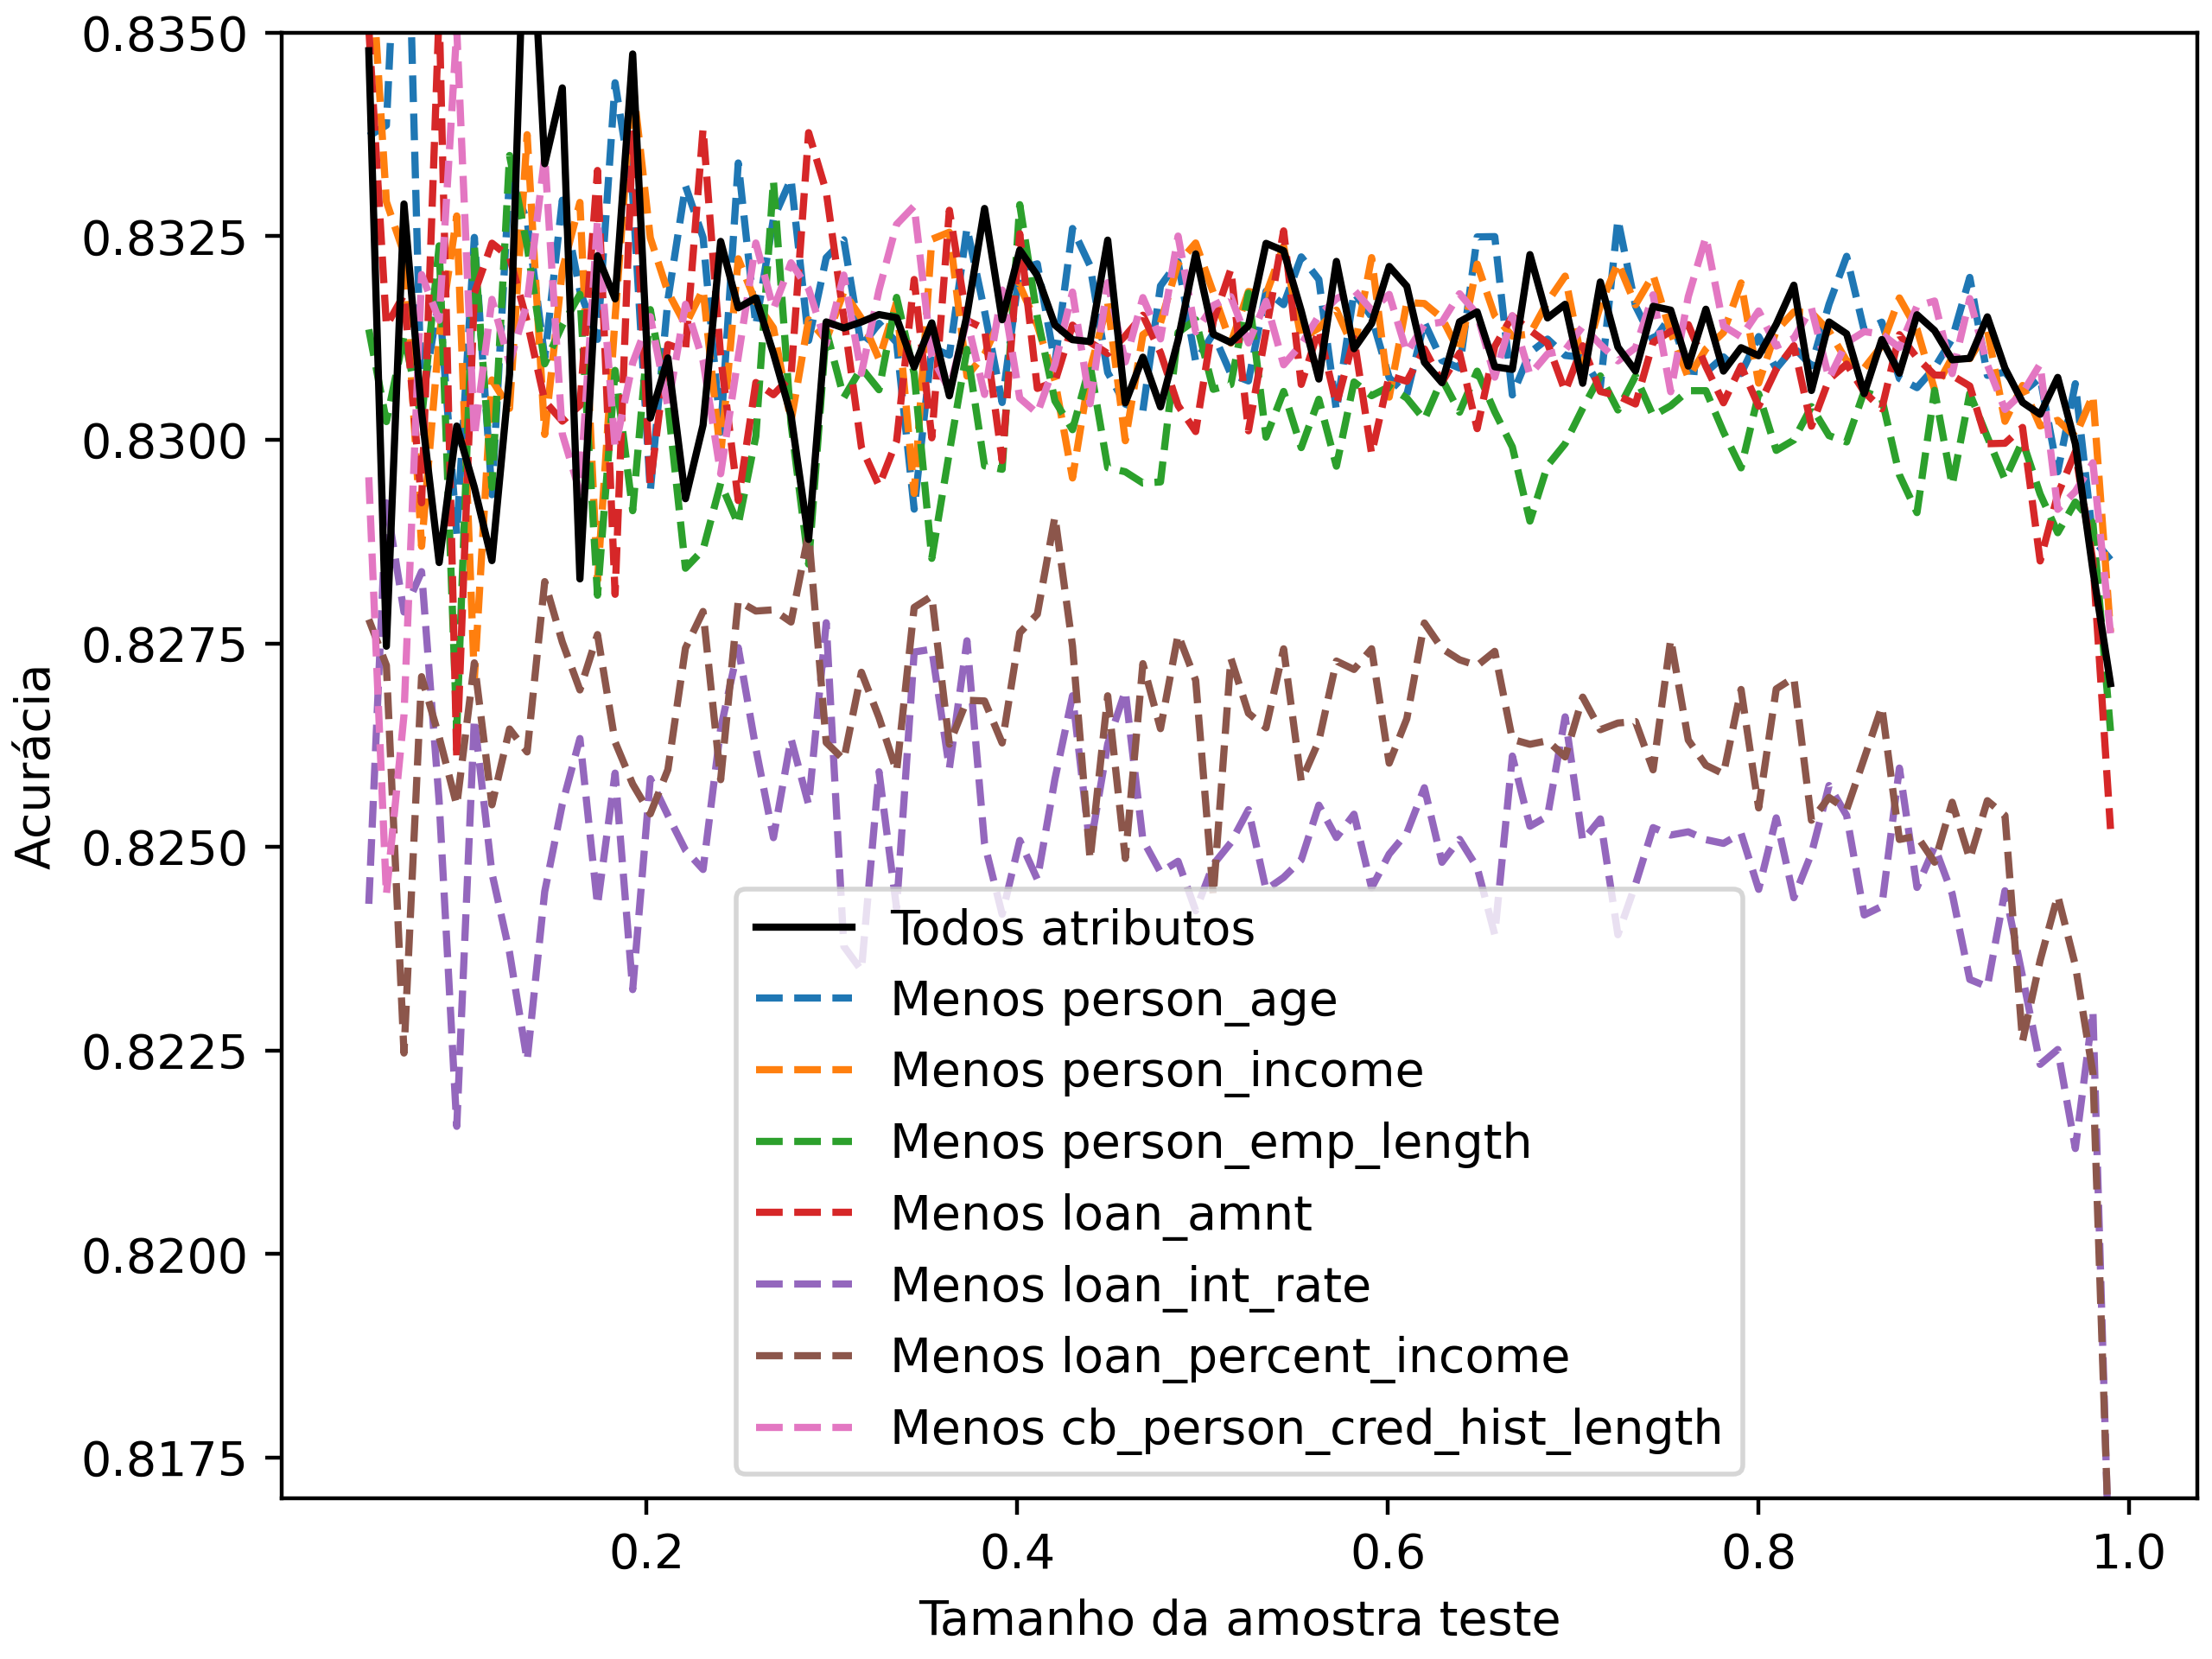 0.8350
0.8325
0.8300
0.8275
0.8250
0.8225
0.8200
0.8175
Acurácia
Todos atributos
Menos person_age
Menos person_income
Menos person_emp_length
Menos loan_amnt
Menos loan_int_rate
Menos loan_percent_income
Menos cb_person_cred_hist_length
0.2 0.4 0.6 0.8 1.0
Tamanho da amostra teste